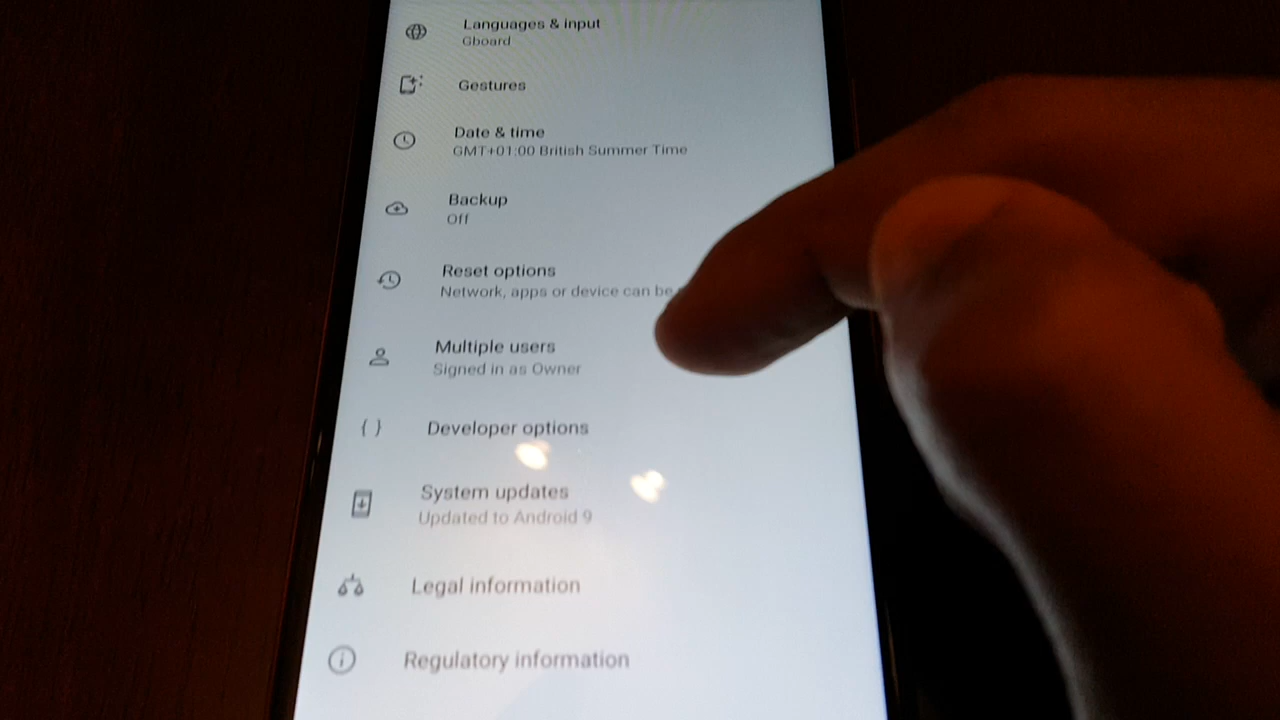 Languages & input
Gboard
Gestures
Date & time
GMT+01:00 British Summer Time
Backup
Off
Reset options
Network, apps or device can be
Multiple users
Signed in as Owner
Developer options
System updates
Updated to Android 9
Legal information
Regulatory information